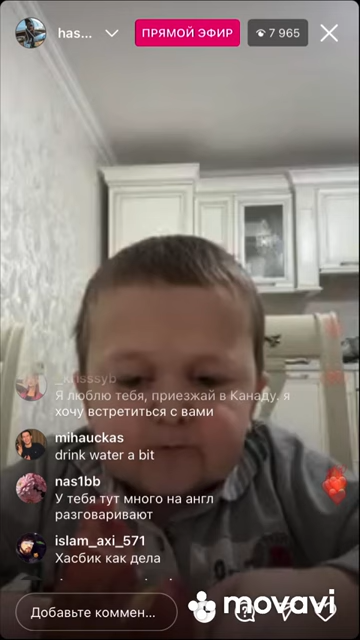 has...
ПРЯМОЙ ЭФИР
7 965
_krisssyb
Я люблю тебя, приезжай в Канаду. я
хочу встретиться с вами
mihauckas
drink water a bit
nas1bb
У тебя тут много на англ
разговаривают
islam_axi_571
Хасбик как дела
Добавьте коммен...
movavi